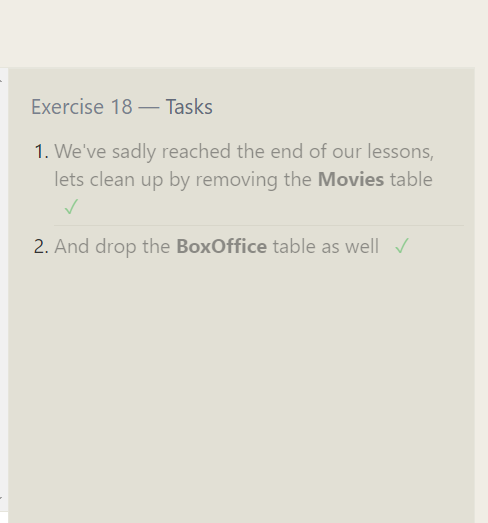 Exercise 18 — Tasks
1. We've sadly reached the end of our lessons,
lets clean up by removing the Movies table
✓
2. And drop the BoxOffice table as well ✓